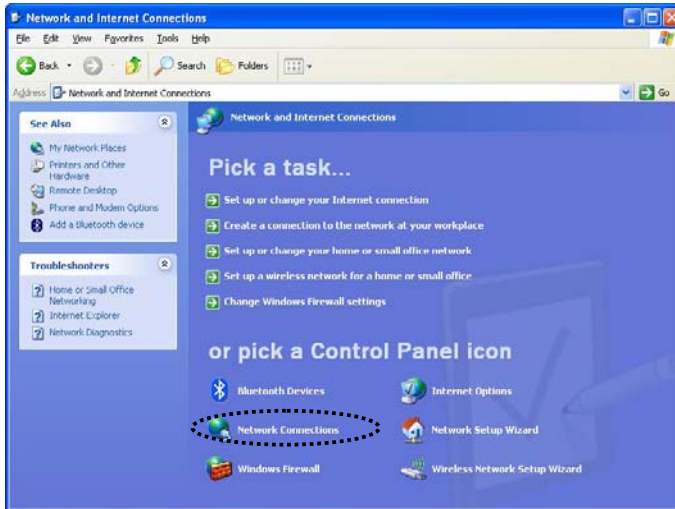 Network and Internet Connections
File Edit View Favorites Tools Help
Back Search Folders
Address Network and Internet Connections Go
See Also
My Network Places
Printers and Other
Hardware
Remote Desktop
Phone and Modem Options
Add a Bluetooth device
Troubleshooters
Home or Small Office
Networking
Internet Explorer
Network Diagnostics
Network and Internet Connections
Pick a task...
Set up or change your Internet connection
Create a connection to the network at your workplace
Set up or change your home or small office network
Set up a wireless network for a home or small office
Change Windows Firewall settings
or pick a Control Panel icon
Bluetooth Devices Internet Options
Network Connections Network Setup Wizard
Windows Firewall Wireless Network Setup Wizard